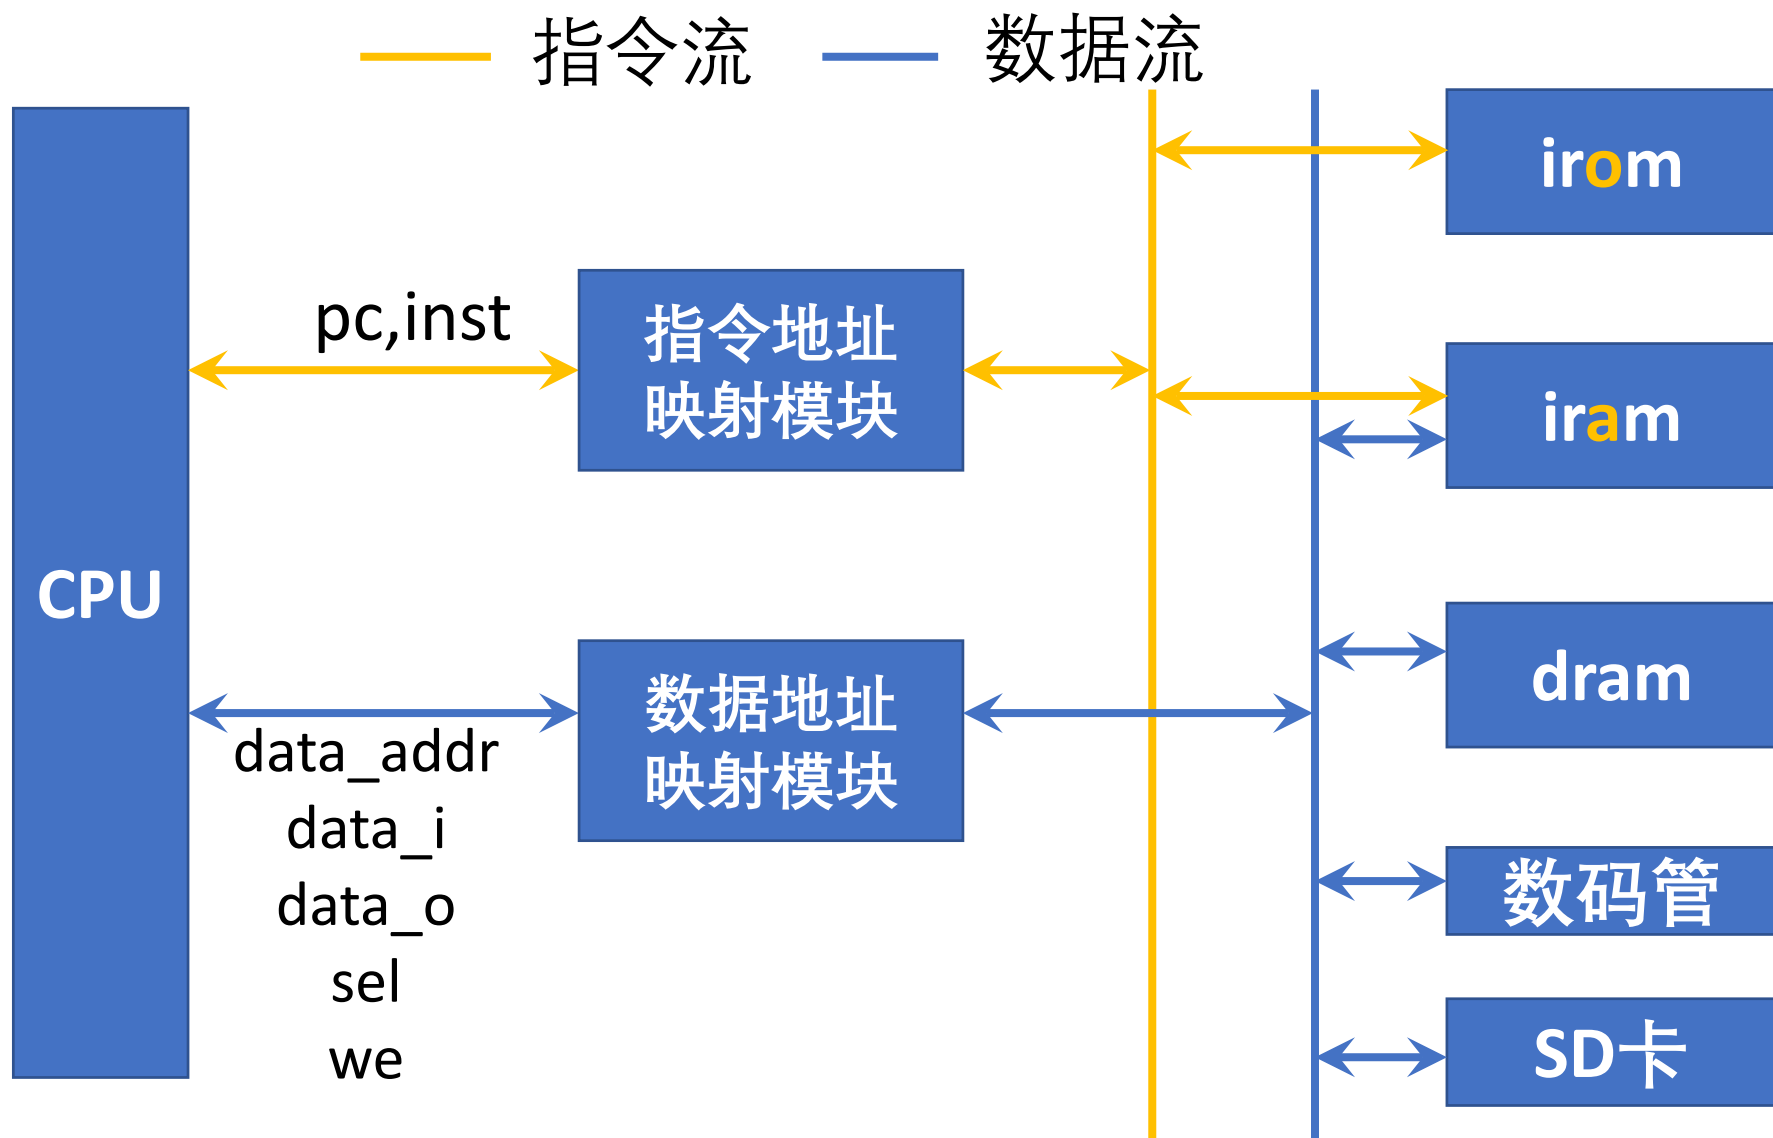 指令流
数据流
irom
pc,inst
指令地址
映射模块
iram
CPU
数据地址
映射模块
dram
data_addr
data_i
data_o
sel
we
数码管
SD卡